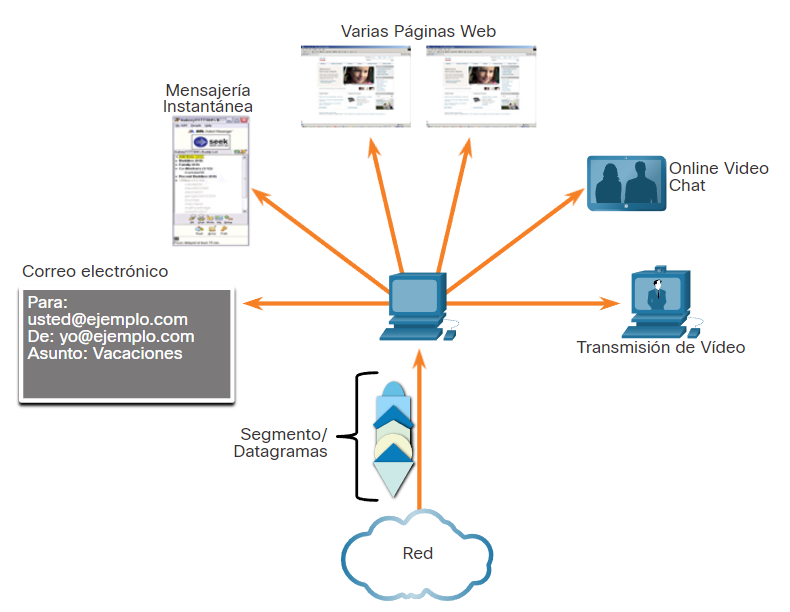 Varias Páginas Web
Mensajería
Instantánea
seek
Online Video
Chat
Correo electrónico
Para:
usted@ejemplo.com
De: yo@ejemplo.com
Asunto: Vacaciones
Transmisión de Vídeo
Segmento/
Datagramas
Red